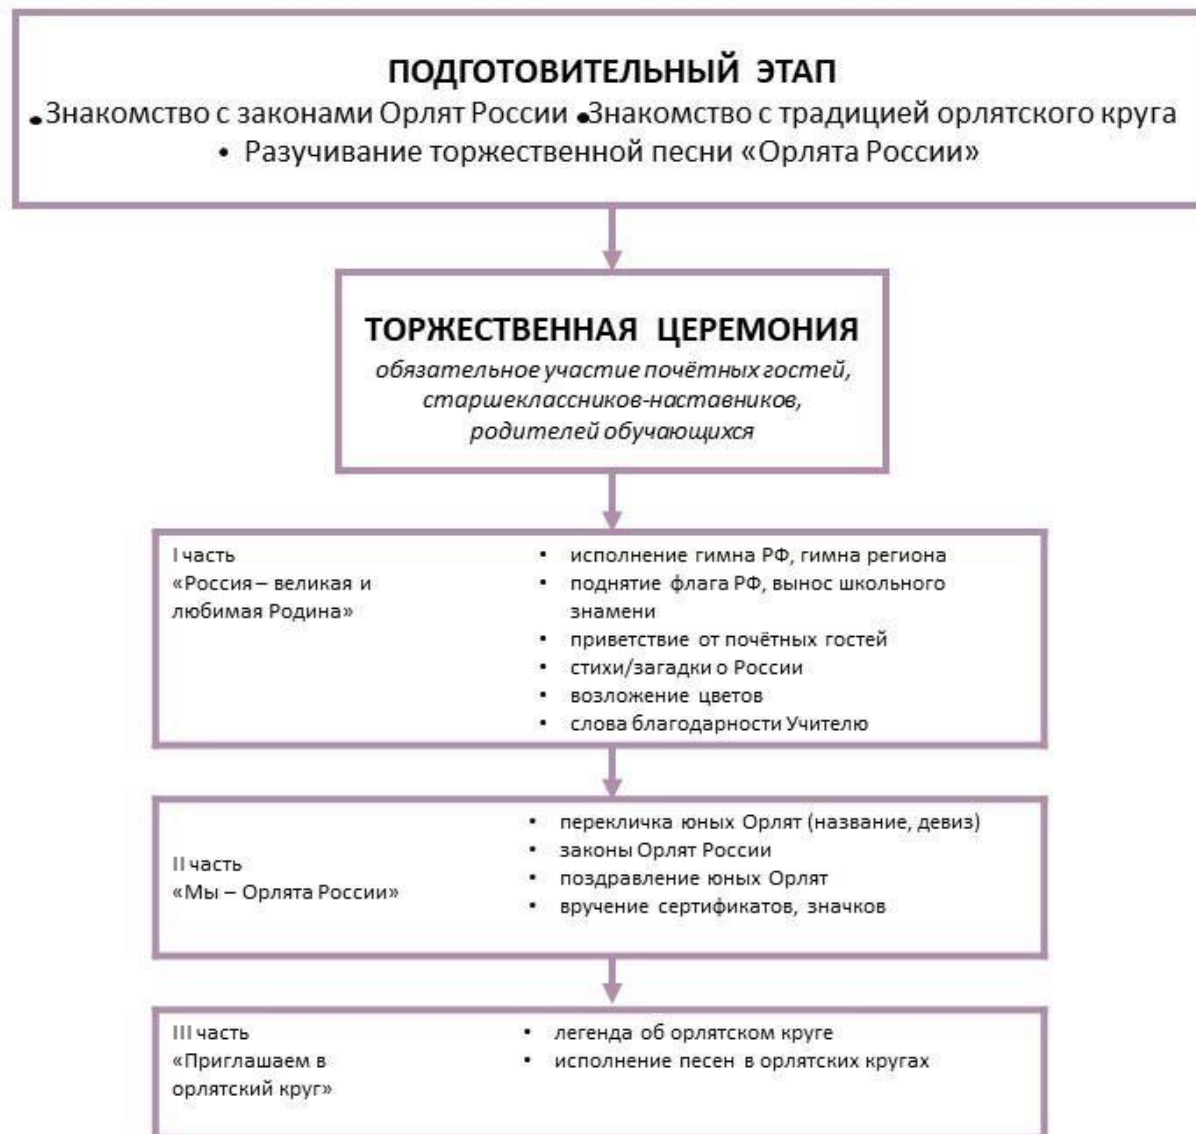 ПОДГОТОВИТЕЛЬНЫЙ ЭТАП
•Знакомство с законами Орлят России •Знакомство с традицией орлятского круга
• Разучивание торжественной песни «Орлята России»
ТОРЖЕСТВЕННАЯ ЦЕРЕМОНИЯ
обязательное участие почётных гостей,
старшеклассников-наставников,
родителей обучающихся
I часть
«Россия – великая и
любимая Родина»
• исполнение гимна РФ, гимна региона
• поднятие флага РФ, вынос школьного
знамени
• приветствие от почётных гостей
• стихи/загадки о России
• возложение цветов
• слова благодарности Учителю
II часть
«Мы – Орлята России»
• перекличка юных Орлят (название, девиз)
• законы Орлят России
• поздравление юных Орлят
• вручение сертификатов, значков
III часть
«Приглашаем в
орлятский круг»
• легенда об орлятском круге
• исполнение песен в орлятских кругах